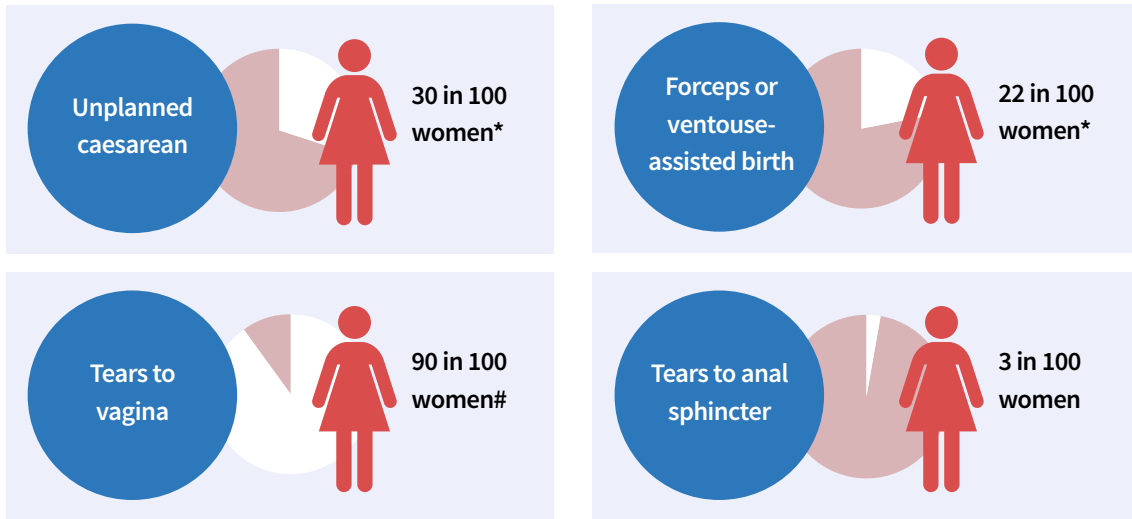 Unplanned
caesarean
30 in 100
women*
Forceps or
ventouse-
assisted birth
22 in 100
women*
Tears to
vagina
90 in 100
women#
Tears to anal
sphincter
3 in 100
women